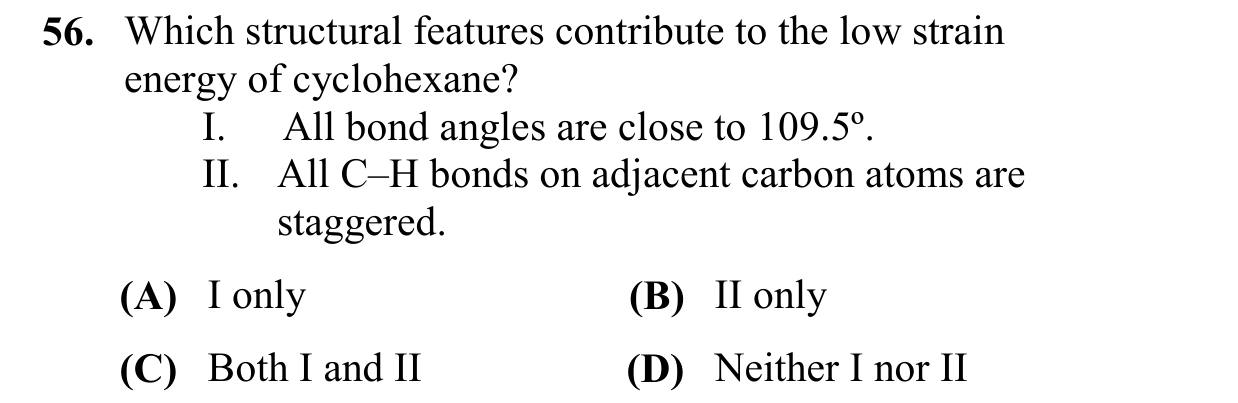 56. Which structural features contribute to the low strain
energy of cyclohexane?
I. All bond angles are close to 109.5º.
II. All C–H bonds on adjacent carbon atoms are
staggered.
(A) I only (B) II only
(C) Both I and II (D) Neither I nor II